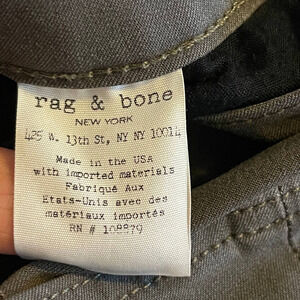 rag & bone
NEW YORK
425 W. 13th St, NY NY 10014
Made in the USA
with imported materials
Fabriqué Aux
Etats-Unis avec des
matériaux importés
RN # 108879